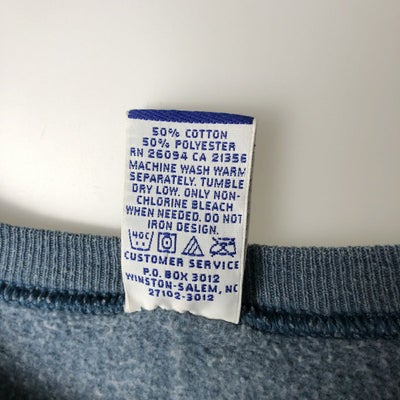 50% COTTON
50% POLYESTER
RN 26094 CA 21356
MACHINE WASH WARM
SEPARATELY. TUMBLE
DRY LOW. ONLY NON-
CHLORINE BLEACH
WHEN NEEDED. DO NOT
IRON DESIGN.
40C
CUSTOMER SERVICE
P.O. BOX 3012
WINSTON-SALEM, NC
27102-3012